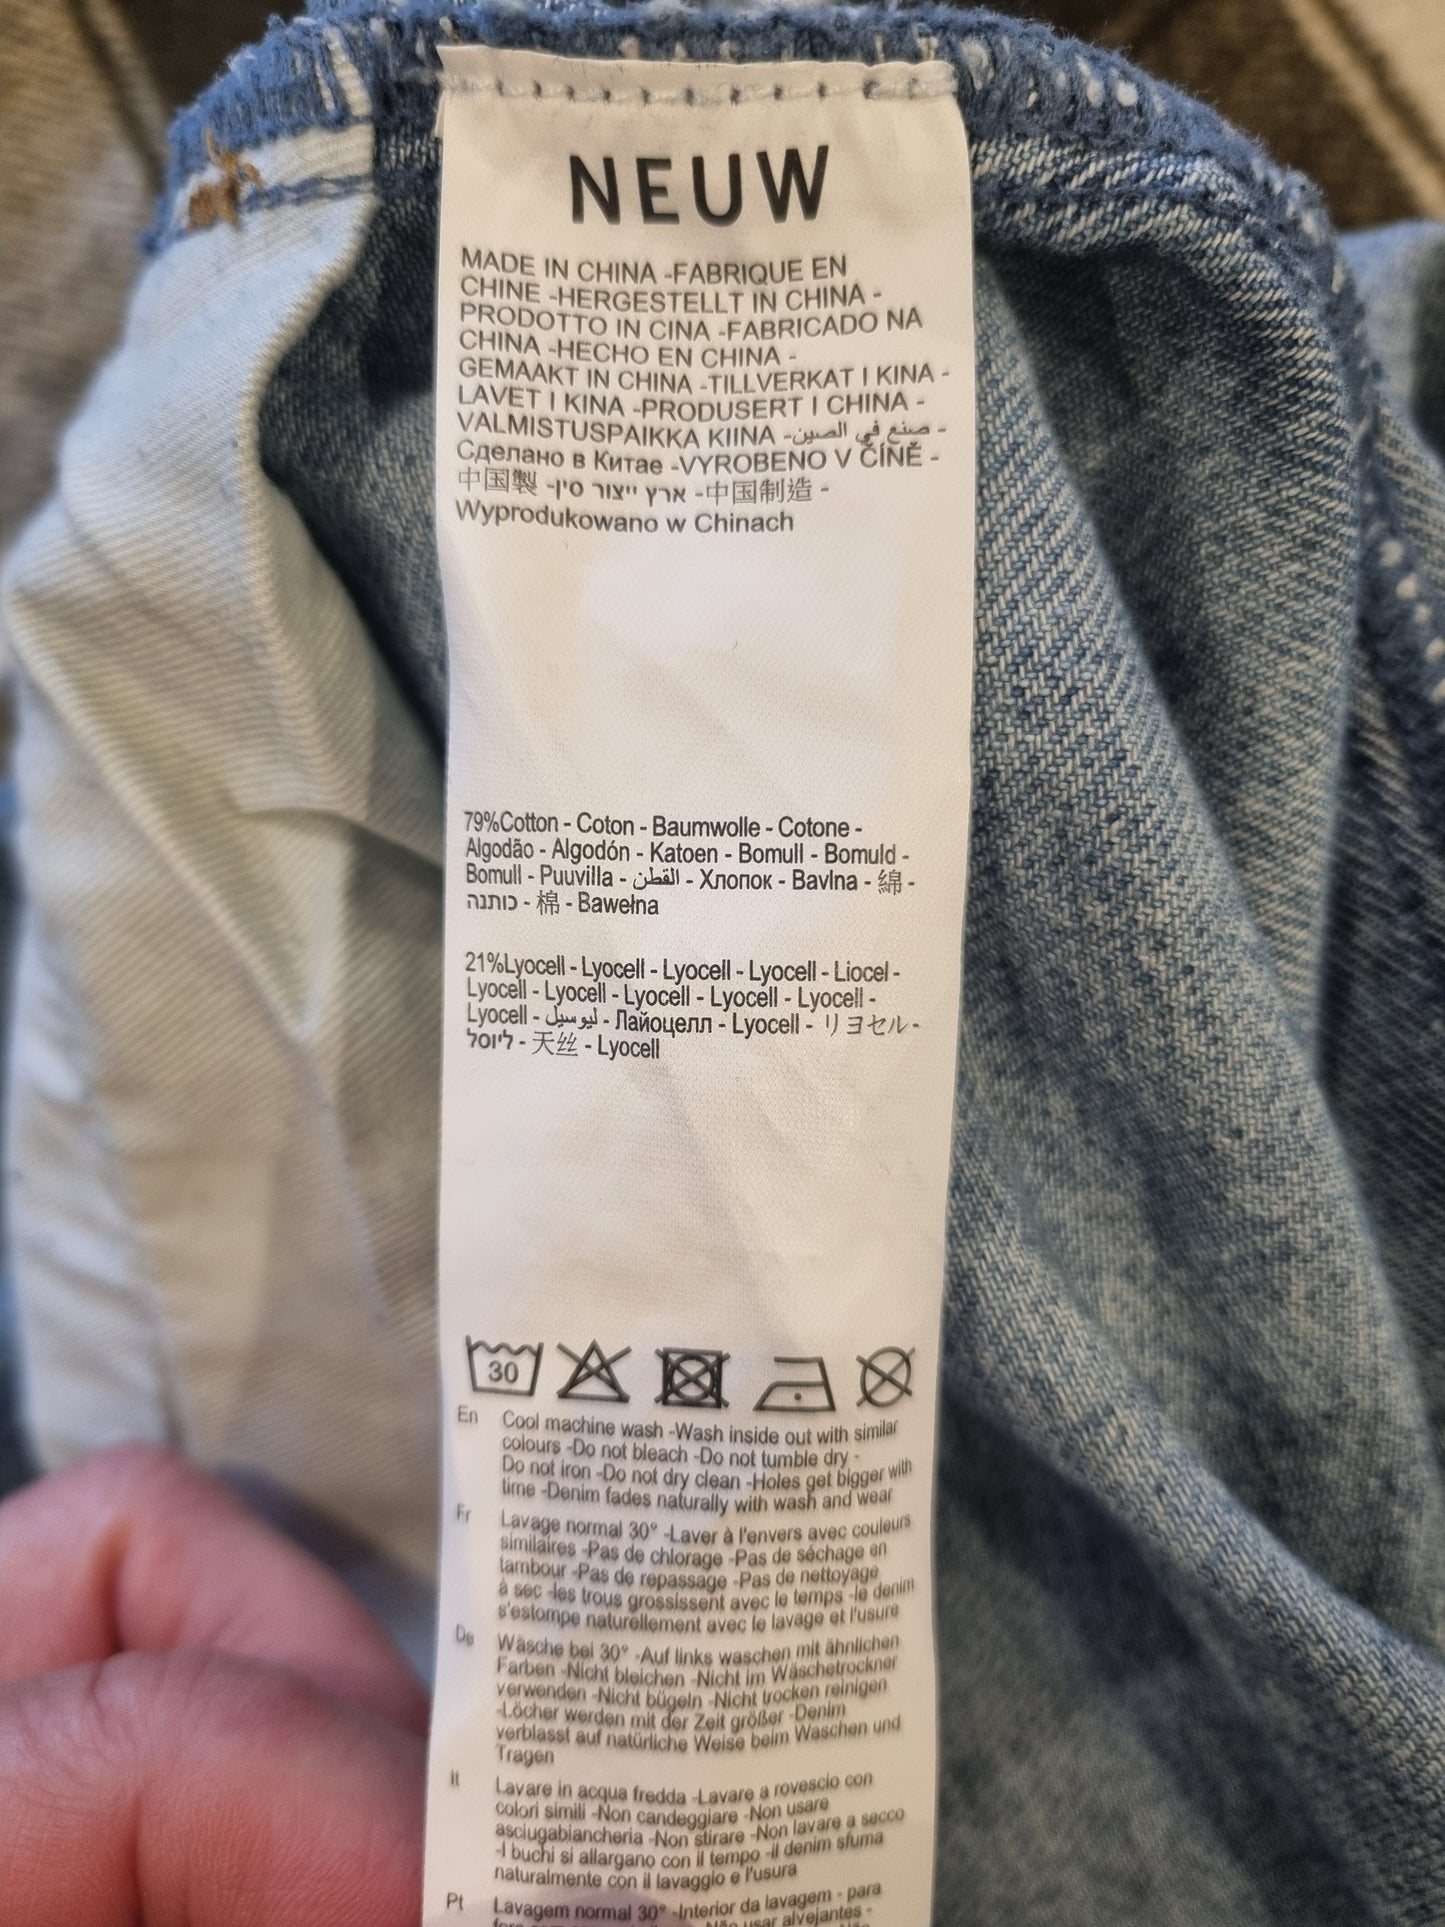 NEUW
MADE IN CHINA -FABRIQUE EN
CHINE -HERGESTELLT IN CHINA -
PRODOTTO IN CINA -FABRICADO NA
CHINA -HECHO EN CHINA -
GEMAAKT IN CHINA -TILLVERKAT I KINA -
LAVET I KINA -PRODUSERT I CHINA -
VALMISTUSPAIKKA KIINA -صنع في الصين -
Сделано в Китае -VYROBENO V ČÍNĚ -
中国製 -ארץ ייצור סין -中国制造 -
Wyprodukowano w Chinach
79%Cotton - Coton - Baumwolle - Cotone -
Algodão - Algodón - Katoen - Bomull - Bomuld -
Bomull - Puuvilla - القطن - Хлопок - Bavlna - 綿 -
כותנה - 棉 - Bawełna
21%Lyocell - Lyocell - Lyocell - Lyocell - Liocel -
Lyocell - Lyocell - Lyocell - Lyocell - Lyocell -
Lyocell - ليوسيل - Лайоцелл - Lyocell - リヨセル -
ליוסל - 天丝 - Lyocell
30
En Cool machine wash -Wash inside out with similar
colours -Do not bleach -Do not tumble dry -
Do not iron -Do not dry clean -Holes get bigger with
time -Denim fades naturally with wash and wear
Fr Lavage normal 30° -Laver à l'envers avec couleurs
similaires -Pas de chlorage -Pas de séchage en
tambour -Pas de repassage -Pas de nettoyage
à sec -les trous grossissent avec le temps -le denim
s'estompe naturellement avec le lavage et l'usure
De Wäsche bei 30° -Auf links waschen mit ähnlichen
Farben -Nicht bleichen -Nicht im Wäschetrockner
verwenden -Nicht bügeln -Nicht trocken reinigen
-Löcher werden mit der Zeit größer -Denim
verblasst auf natürliche Weise beim Waschen und
Tragen
It Lavare in acqua fredda -Lavare a rovescio con
colori simili -Non candeggiare -Non usare
asciugabiancheria -Non stirare -Non lavare a secco
-I buchi si allargano con il tempo -il denim sfuma
naturalmente con il lavaggio e l'usura
Pt Lavagem normal 30° -Interior da lavagem - para
usar alvejantes -